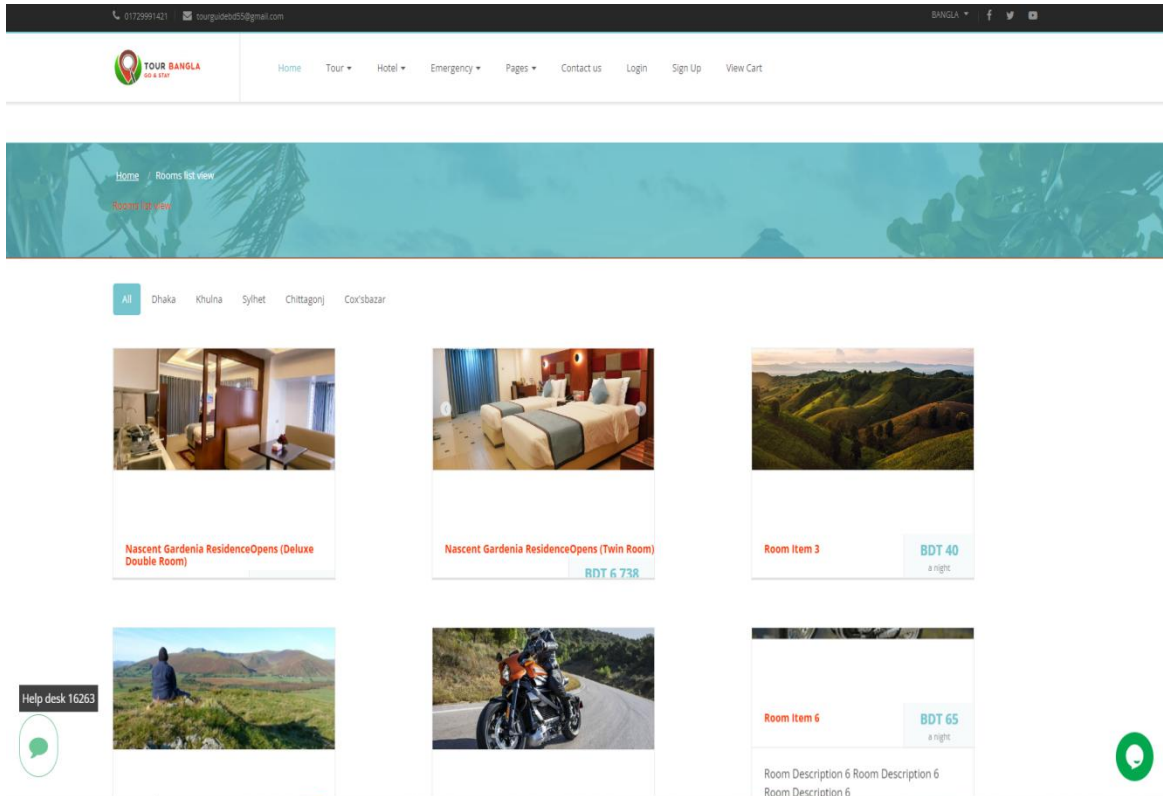 01729991421 tourguidebd55@gmail.com BANGLA
TOUR BANGLA
GO & STAY
Home Tour Hotel Emergency Pages Contact us Login Sign Up View Cart
Home / Rooms list view
Rooms list view
All Dhaka Khulna Sylhet Chittagonj Cox'sbazar
Nascent Gardenia ResidenceOpens (Deluxe
Double Room)
Nascent Gardenia ResidenceOpens (Twin Room)
BDT 6,738
Room Item 3
BDT 40
a night
Help desk 16263
Room Item 6
BDT 65
a night
Room Description 6 Room Description 6
Room Description 6